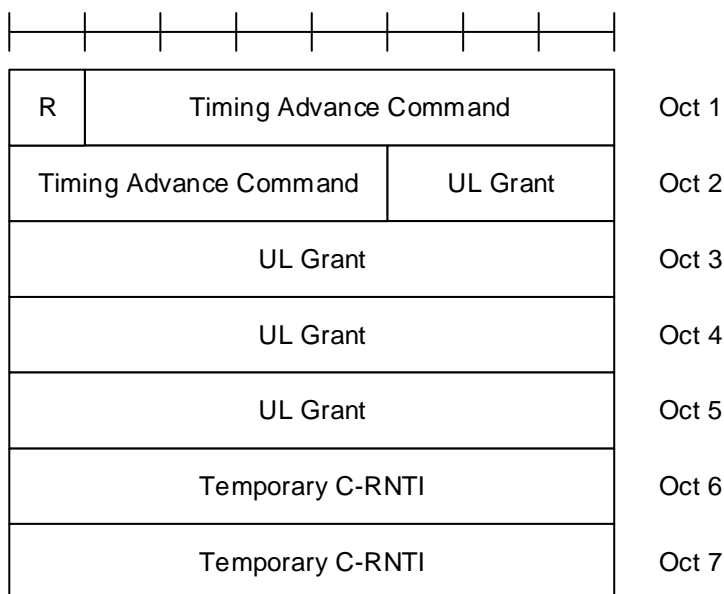 R Timing Advance Command Oct 1
Timing Advance Command UL Grant Oct 2
UL Grant Oct 3
UL Grant Oct 4
UL Grant Oct 5
Temporary C-RNTI Oct 6
Temporary C-RNTI Oct 7